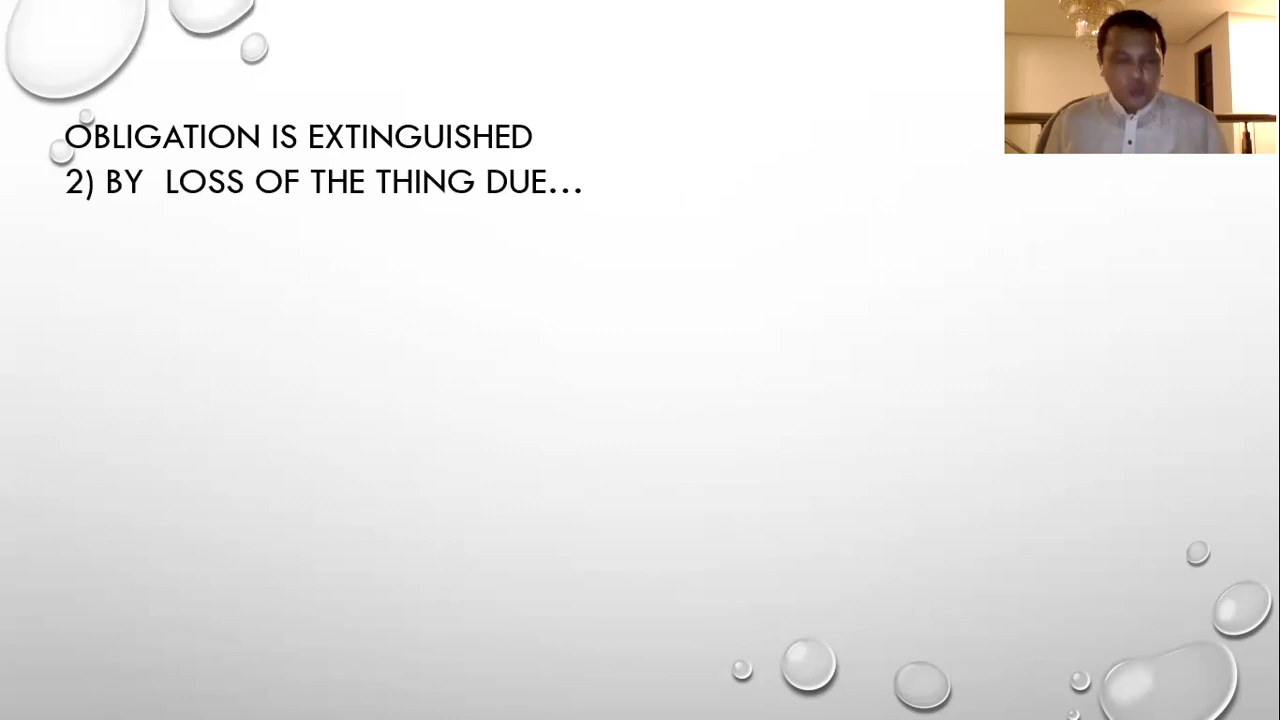 OBLIGATION IS EXTINGUISHED
2) BY  LOSS OF THE THING DUE…